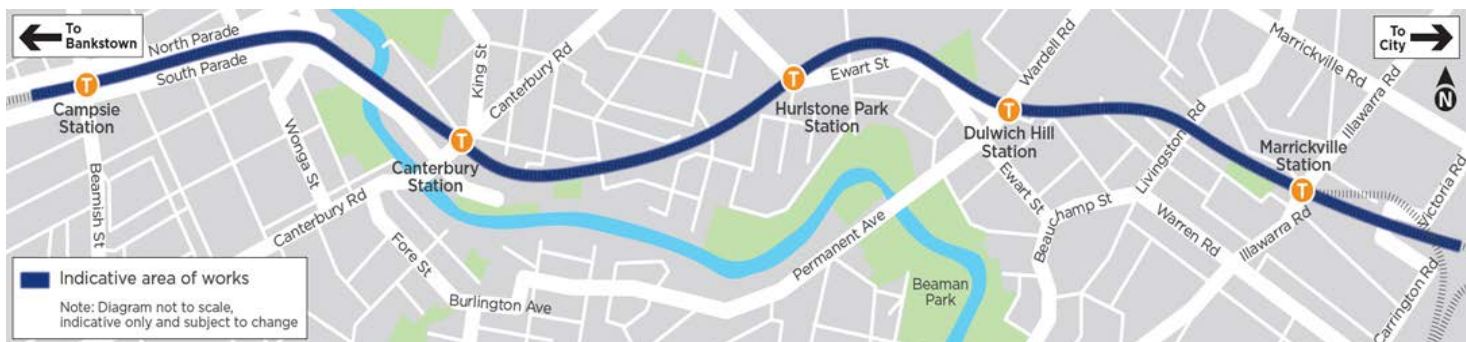 To
Bankstown
North Parade
South Parade
T
Campsie
Station
Beamish St
Wonga St
King St
Canterbury Rd
T
Canterbury
Station
Canterbury Rd
Fore St
Burlington Ave
T
Ewart St
Hurlstone Park
Station
Wardell Rd
T
Dulwich Hill
Station
Ewart St
Permanent Ave
Beaman
Park
Beauchamp St
Livingston Rd
Warren Rd
Marrickville Rd
Illawarra Rd
Marrickville
Station
T
Illawarra Rd
Victoria Rd
Carrington Rd
To
City
N
Indicative area of works
Note: Diagram not to scale,
indicative only and subject to change